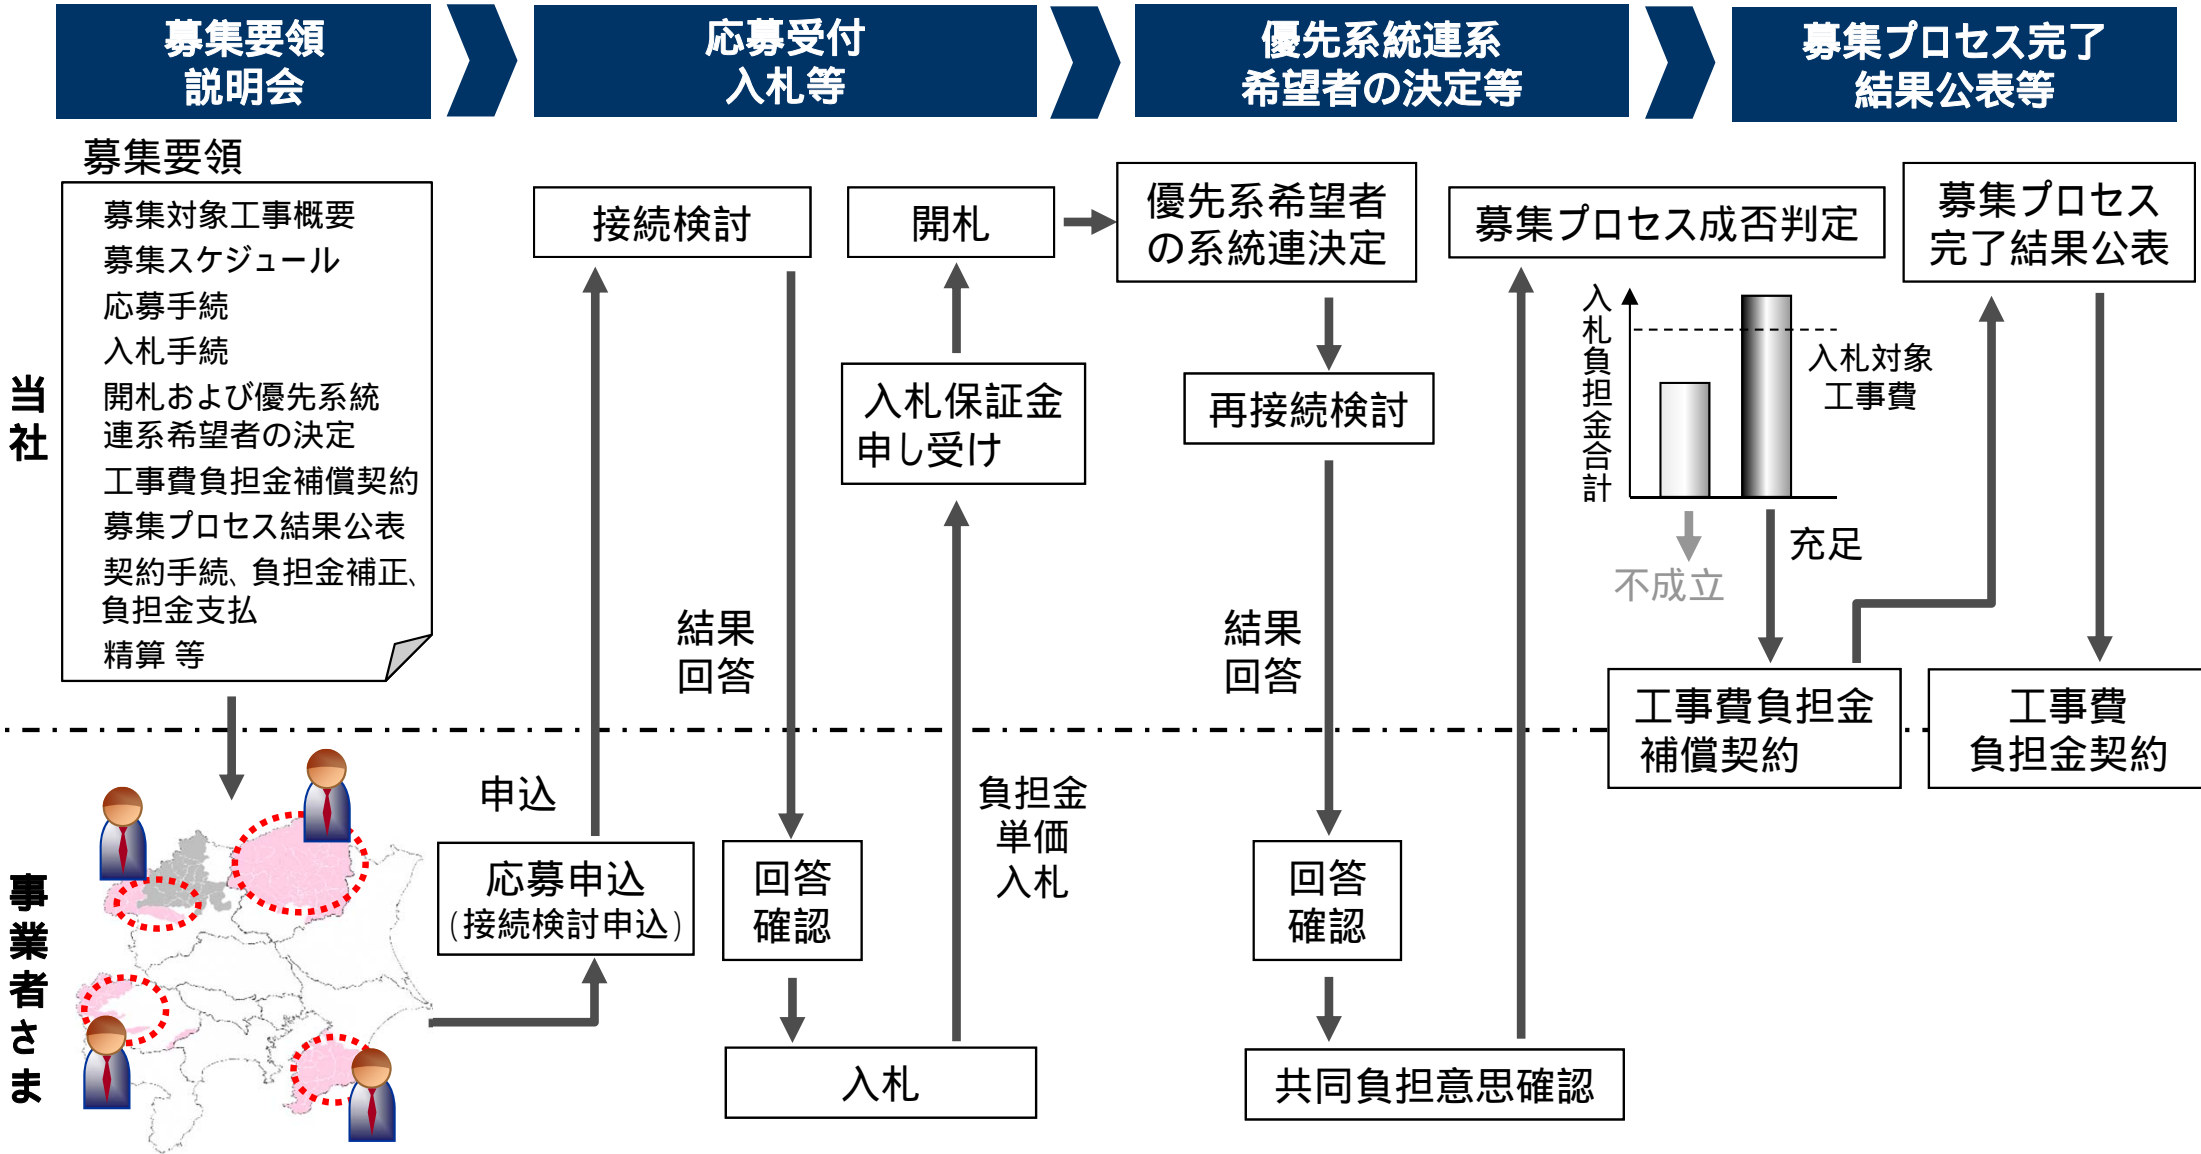 募集要領
説明会
応募受付
入札等
優先系統連系
希望者の決定等
募集プロセス完了
結果公表等
当社
募集要領
募集対象工事概要
募集スケジュール
応募手続
入札手続
開札および優先系統
連系希望者の決定
工事費負担金補償契約
募集プロセス結果公表
契約手続、負担金補正、
負担金支払
精算 等
接続検討
開札
優先系希望者
の系統連決定
募集プロセス成否判定
募集プロセス
完了結果公表
入札保証金
申し受け
再接続検討
入札負担金合計
入札対象
工事費
充足
不成立
結果
回答
結果
回答
工事費負担金
補償契約
工事費
負担金契約
事業者さま
申込
負担金
単価
入札
応募申込
(接続検討申込)
回答
確認
回答
確認
入札
共同負担意思確認